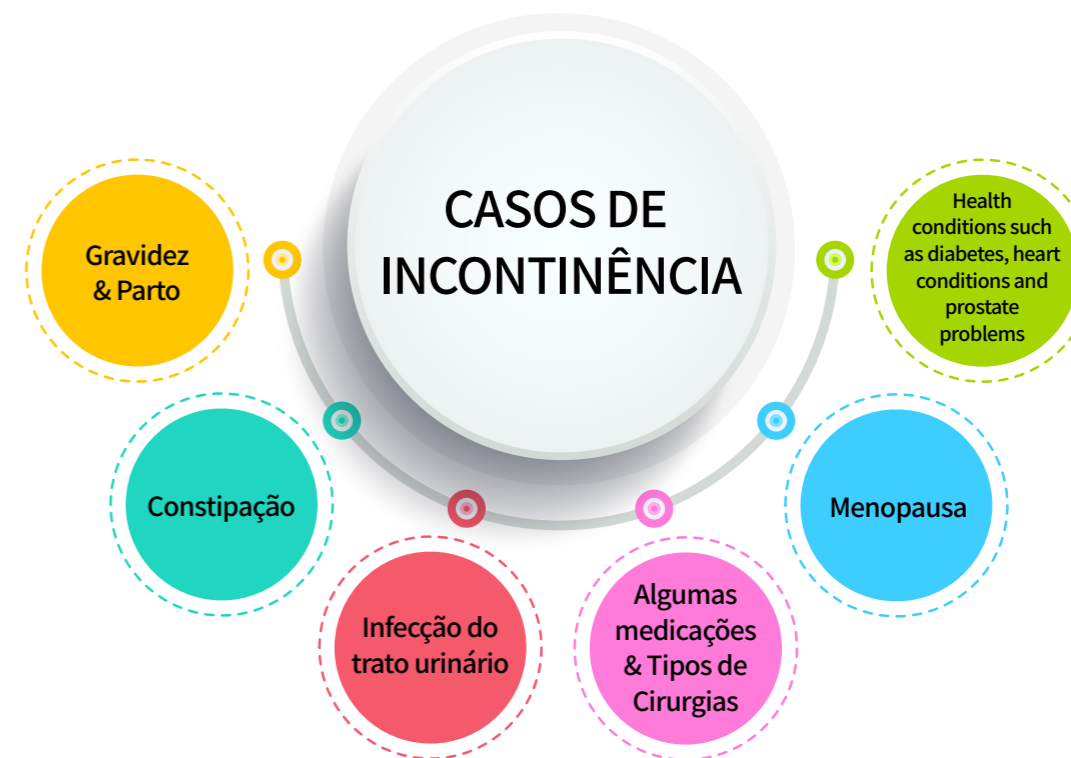 CASOS DE
INCONTINÊNCIA
Gravidez
& Parto
Constipação
Infecção do
trato urinário
Algumas
medicações
& Tipos de
Cirurgias
Menopausa
Health
conditions such
as diabetes, heart
conditions and
prostate
problems